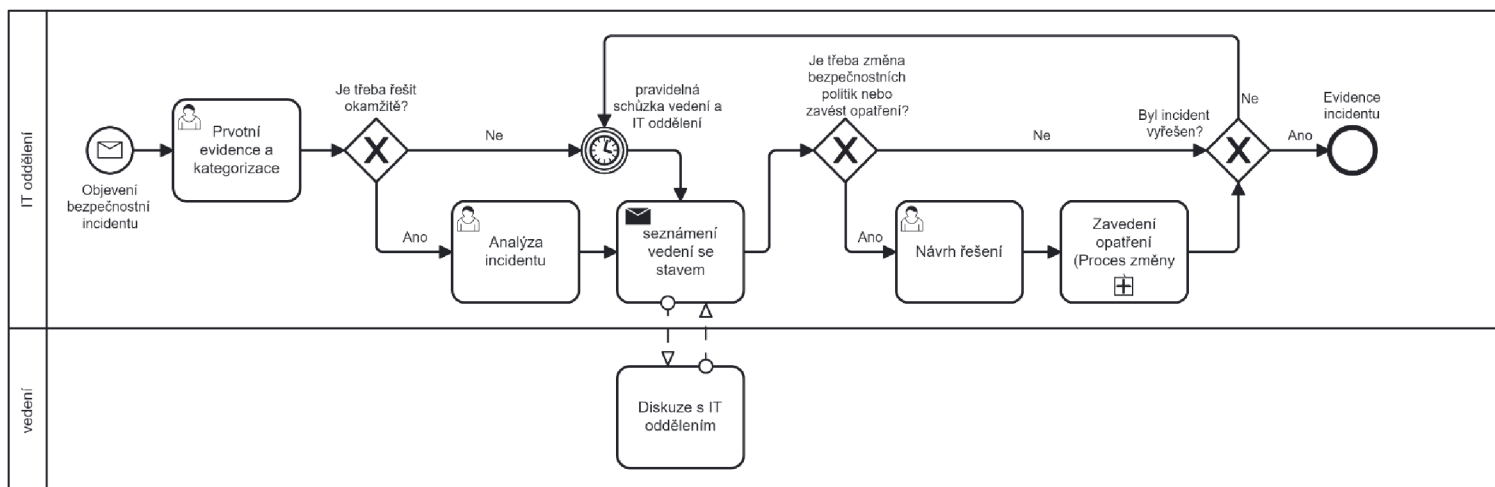 IT oddělení
Objevení
bezpečnostní
incidentu
Prvotní
evidence a
kategorizace
Je třeba řešit
okamžitě?
Ne
Ano
Analýza
incidentu
pravidelná
schůzka vedení a
IT oddělení
seznámení
vedení se
stavem
Je třeba změna
bezpečnostních
politik nebo
zavést opatření?
Ne
Ano
Návrh řešení
Zavedení
opatření
(Proces změny
Byl incident
vyřešen?
Ne
Ano
Evidence
incidentu
vedení
Diskuze s IT
oddělením